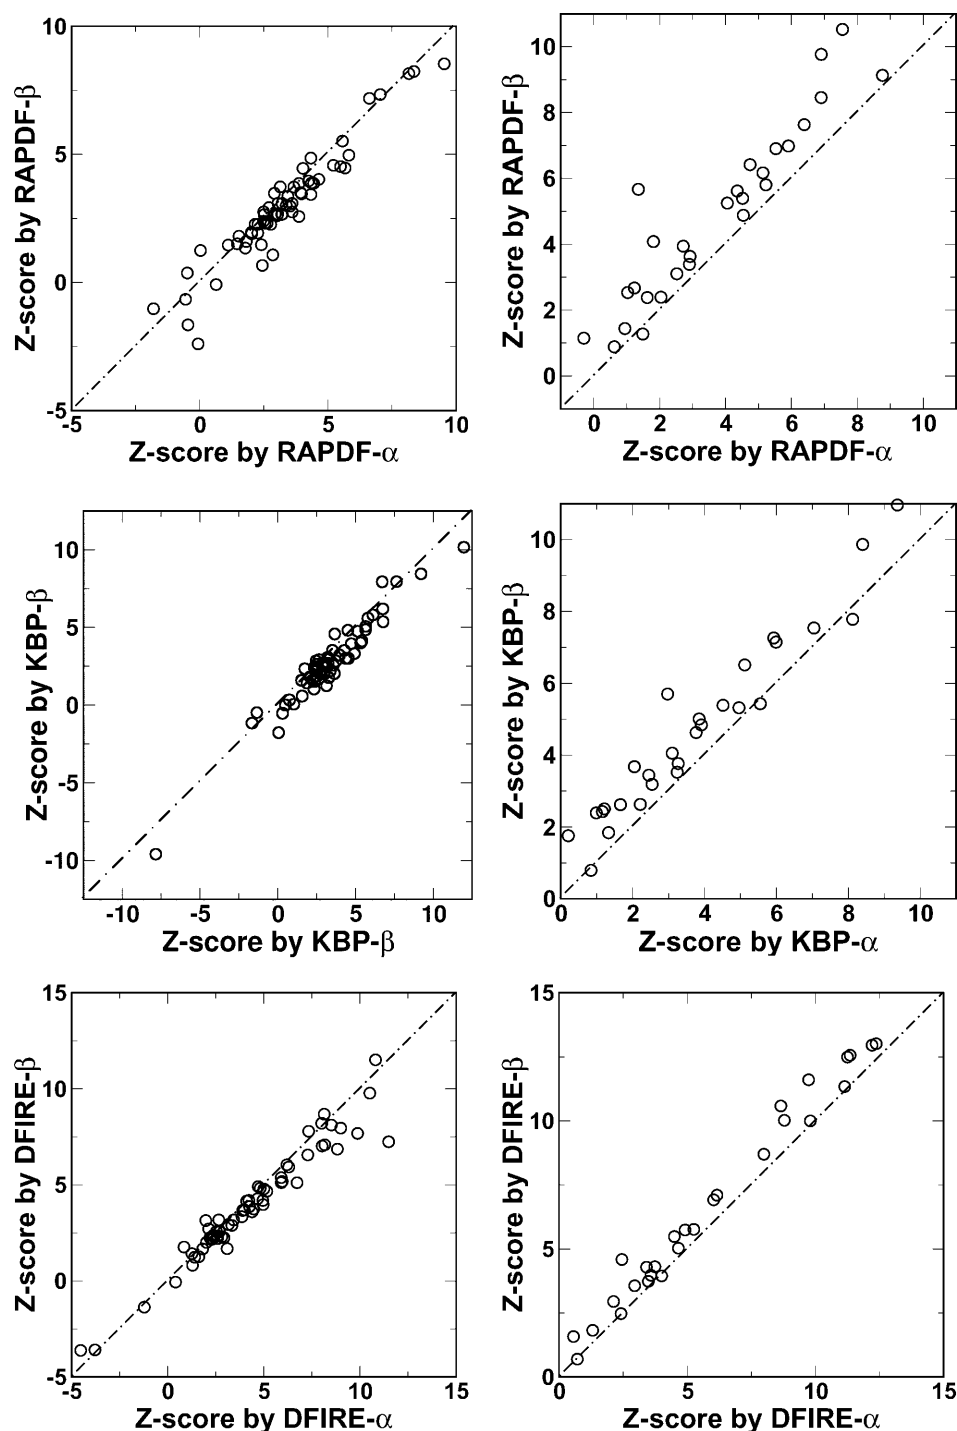 10
5
0
-5
-5 0 5 10
Z-score by RAPDF-β
Z-score by RAPDF-α
10
8
6
4
2
0
0 2 4 6 8 10
Z-score by RAPDF-β
Z-score by RAPDF-α
10
5
0
-5
-10
-10 -5 0 5 10
Z-score by KBP-β
Z-score by KBP-β
10
8
6
4
2
0
0 2 4 6 8 10
Z-score by KBP-β
Z-score by KBP-α
15
10
5
0
-5
-5 0 5 10 15
Z-score by DFIRE-β
Z-score by DFIRE-α
15
10
5
0
0 5 10 15
Z-score by DFIRE-β
Z-score by DFIRE-α